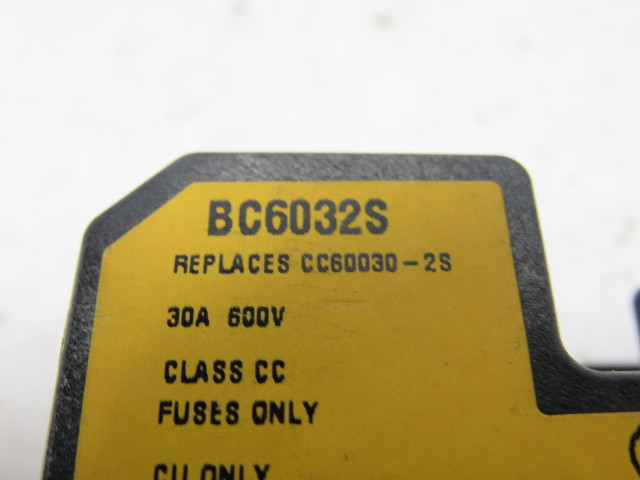 BC6032S
REPLACES CC60030-2S
30A 600V
CLASS CC
FUSES ONLY
CU ONLY